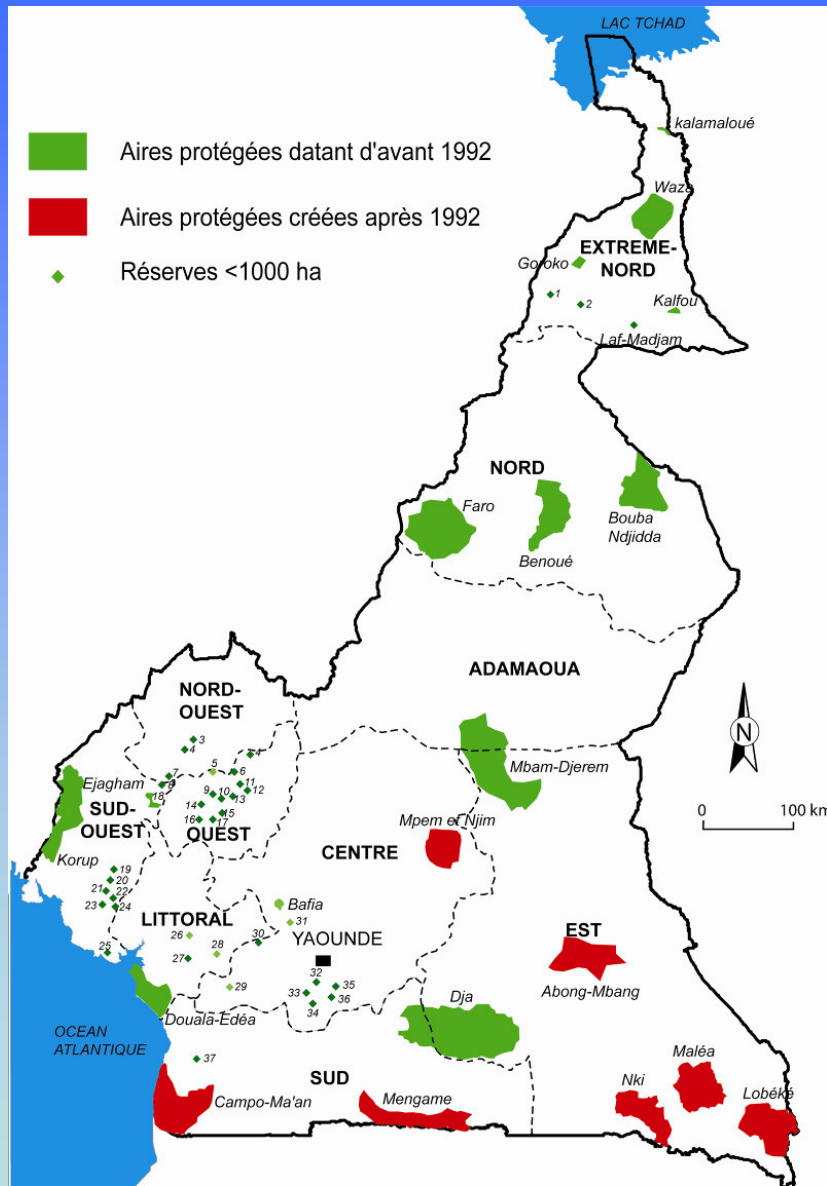 LAC TCHAD
kalamaloué
Aires protégées datant d'avant 1992
Waza
Aires protégées créées après 1992
EXTREME-
NORD
Goroko
Réserves <1000 ha
1
2
Kalfou
Laf-Madjam
NORD
Faro
Bouba
Ndjidda
Benoué
ADAMAOUA
NORD-
OUEST
3
4
4
N
5
6
7
Ejagham
8
11
12
Mbam-Djerem
18
9
10
13
0
100 km
14
SUD-
OUEST
15
16
17
OUEST
Mpem et Njim
CENTRE
Korup
19
20
21
22
23
24
Bafia
LITTORAL
31
EST
26
30
YAOUNDE
25
27
28
32
35
Abong-Mbang
29
33
36
Dja
34
Douala-Edéa
OCEAN
ATLANTIQUE
37
Maléa
SUD
Nki
Lobéké
Campo-Ma'an
Mengame